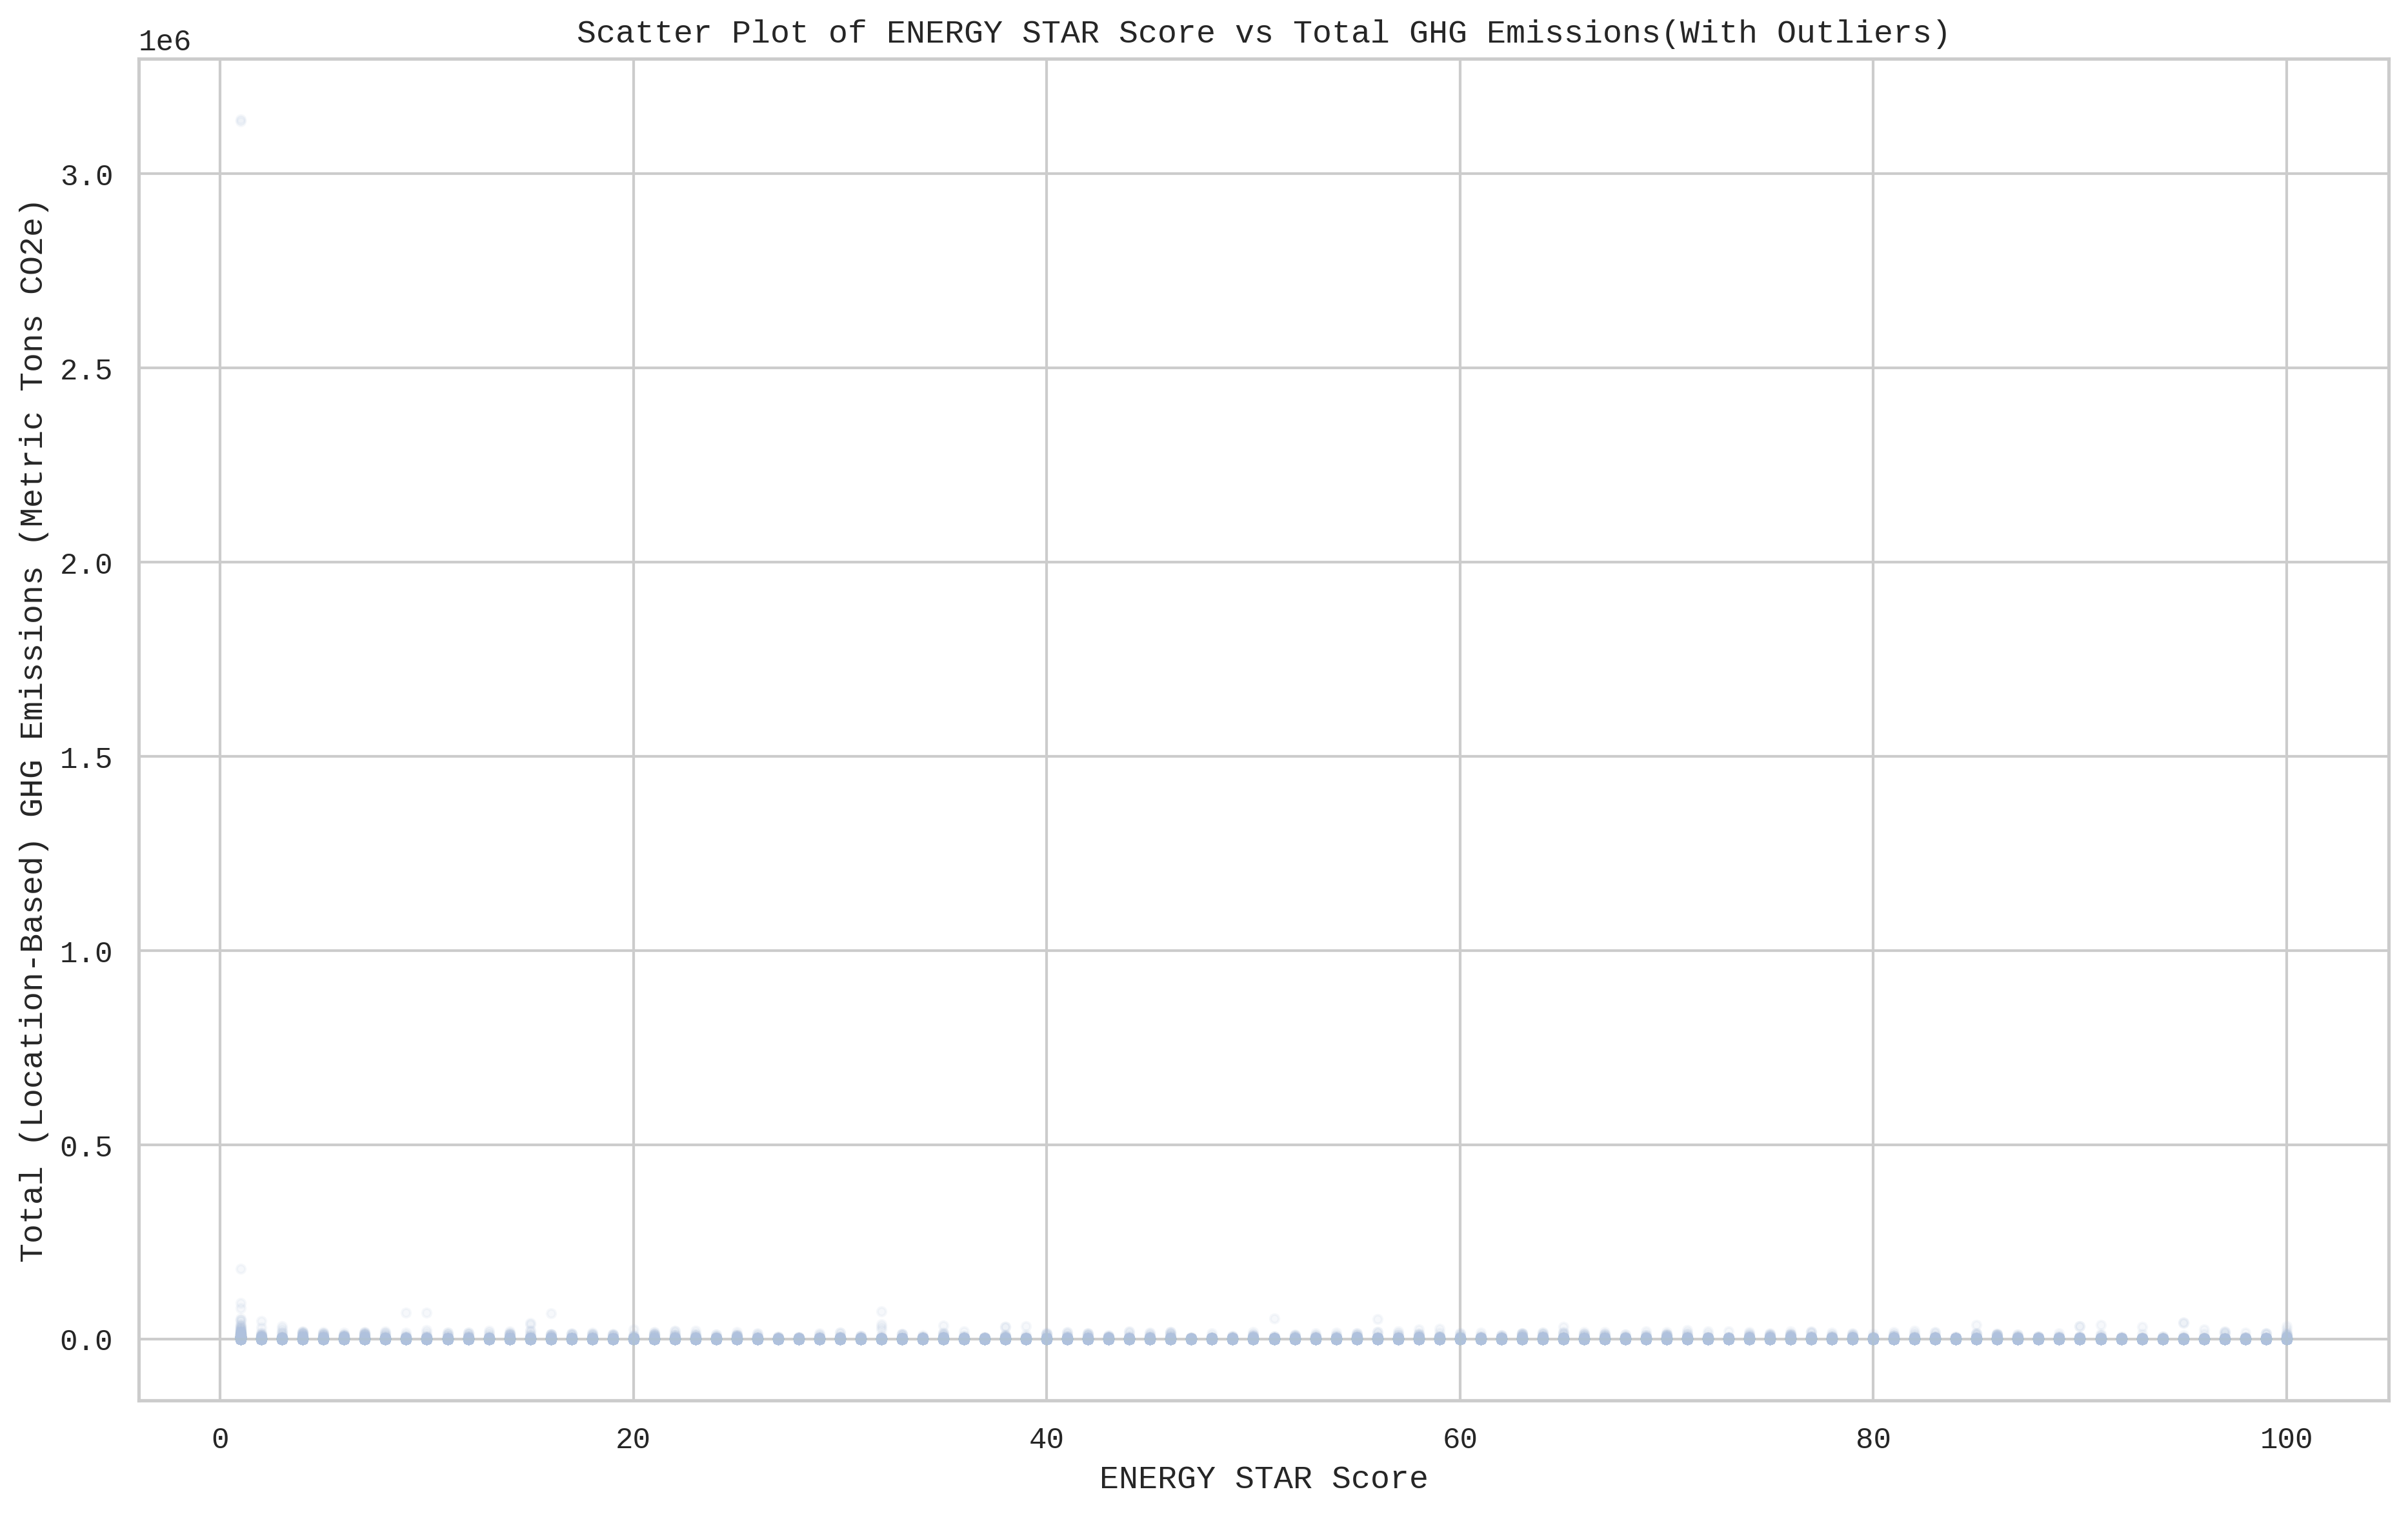 Scatter Plot of ENERGY STAR Score vs Total GHG Emissions(With Outliers)
1e6
3.0
2.5
2.0
1.5
1.0
0.5
0.0
Total (Location-Based) GHG Emissions (Metric Tons CO2e)
0 20 40 60 80 100
ENERGY STAR Score